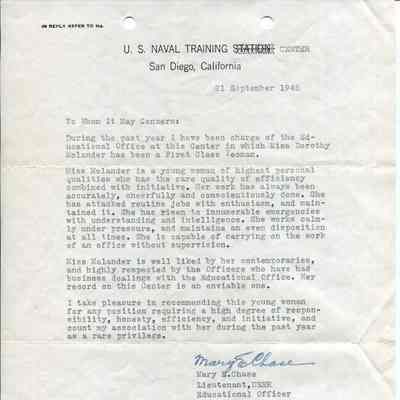 IN REPLY REFER TO No.
U. S. NAVAL TRAINING STATION CENTER
San Diego, California
21 September 1945
To Whom It May Concern:
During the past year I have been charge of the Ed-
ucational Office at this Center in which Miss Dorothy
Melander has been a First Class Yeoman.
Miss Melander is a young woman of highest personal
qualities who has the rare quality of efficiency
combined with initiative. Her work has always been
accurately, cheerfully and conscientiously done. She
has attacked routine jobs with enthusiasm, and main-
tained it. She has risen to innumerable emergencies
with understanding and intelligence. She works calm-
ly under pressure, and maintains an even disposition
at all times. She is capable of carrying on the work
of an office without supervision.
Miss Melander is well liked by her contemporaries,
and highly respected by the Officers who have had
business dealings with the Educational Office. Her
record on this Center is an enviable one.
I take pleasure in recommending this young woman
for any position requiring a high degree of respon-
sibility, honesty, efficiency, and initiative, and
count my association with her during the past year
as a rare privilege.
Mary E Chase
Mary E. Chase
Lieutenant, USNR
Educational Officer